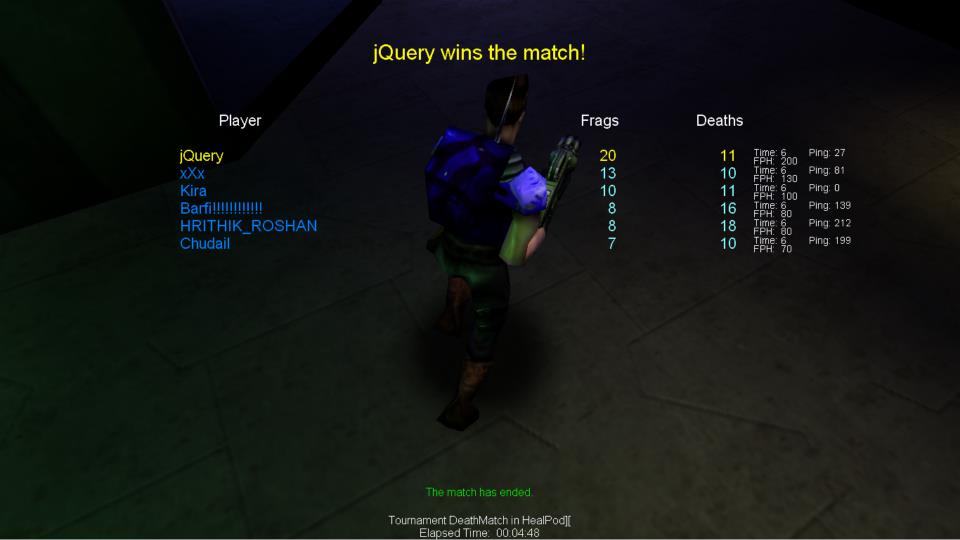 jQuery wins the match!
Player Frags Deaths
jQuery 20 11 Time: 6 Ping: 27
FPH: 200
xXx 13 10 Time: 6 Ping: 81
FPH: 130
Kira 10 11 Time: 6 Ping: 0
FPH: 100
Barfi!!!!!!!!!!!! 8 16 Time: 6 Ping: 139
FPH: 80
HRITHIK_ROSHAN 8 18 Time: 6 Ping: 212
FPH: 80
Chudail 7 10 Time: 6 Ping: 199
FPH: 70
The match has ended.
Tournament DeathMatch in HealPod][
Elapsed Time: 00:04:48